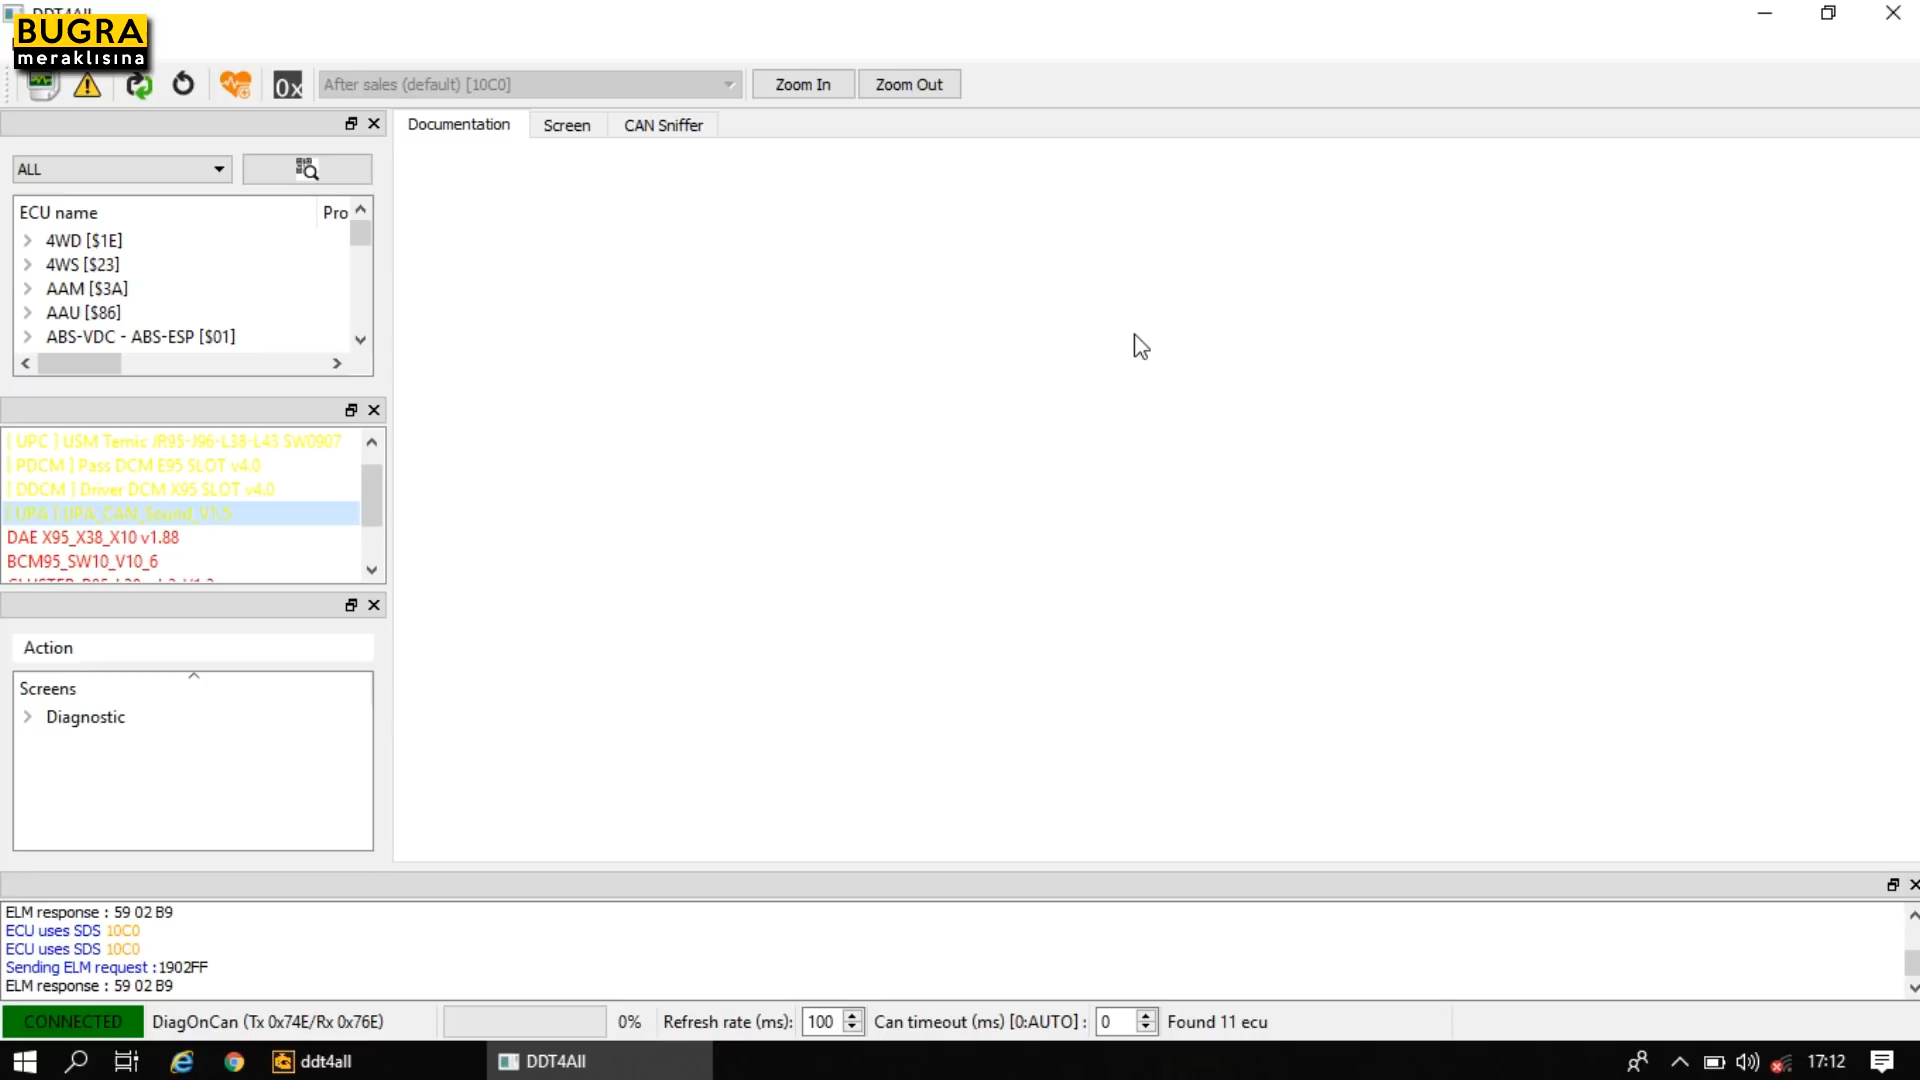 BUGRA
meraklısına
After sales (default) [10C0]
Zoom In
Zoom Out
Documentation
Screen
CAN Sniffer
ALL
ECU name
Pro
4WD [$1E]
4WS [$23]
AAM [$3A]
AAU [$86]
ABS-VDC - ABS-ESP [$01]
[ UPC ] USM Temic JR95-J96-L38-L43 SW0907
[ PDCM ] Pass DCM E95 SLOT v4.0
[ DDCM ] Driver DCM X95 SLOT v4.0
[ UPA ] UPA_CAN_Sound_V1.5
DAE X95_X38_X10 v1.88
BCM95_SW10_V10_6
Action
Screens
Diagnostic
ELM response : 59 02 B9
ECU uses SDS 10C0
ECU uses SDS 10C0
Sending ELM request :1902FF
ELM response : 59 02 B9
CONNECTED
DiagOnCan (Tx 0x74E/Rx 0x76E)
0%
Refresh rate (ms):
100
Can timeout (ms) [0:AUTO] :
0
Found 11 ecu
ddt4all
DDT4All
17:12